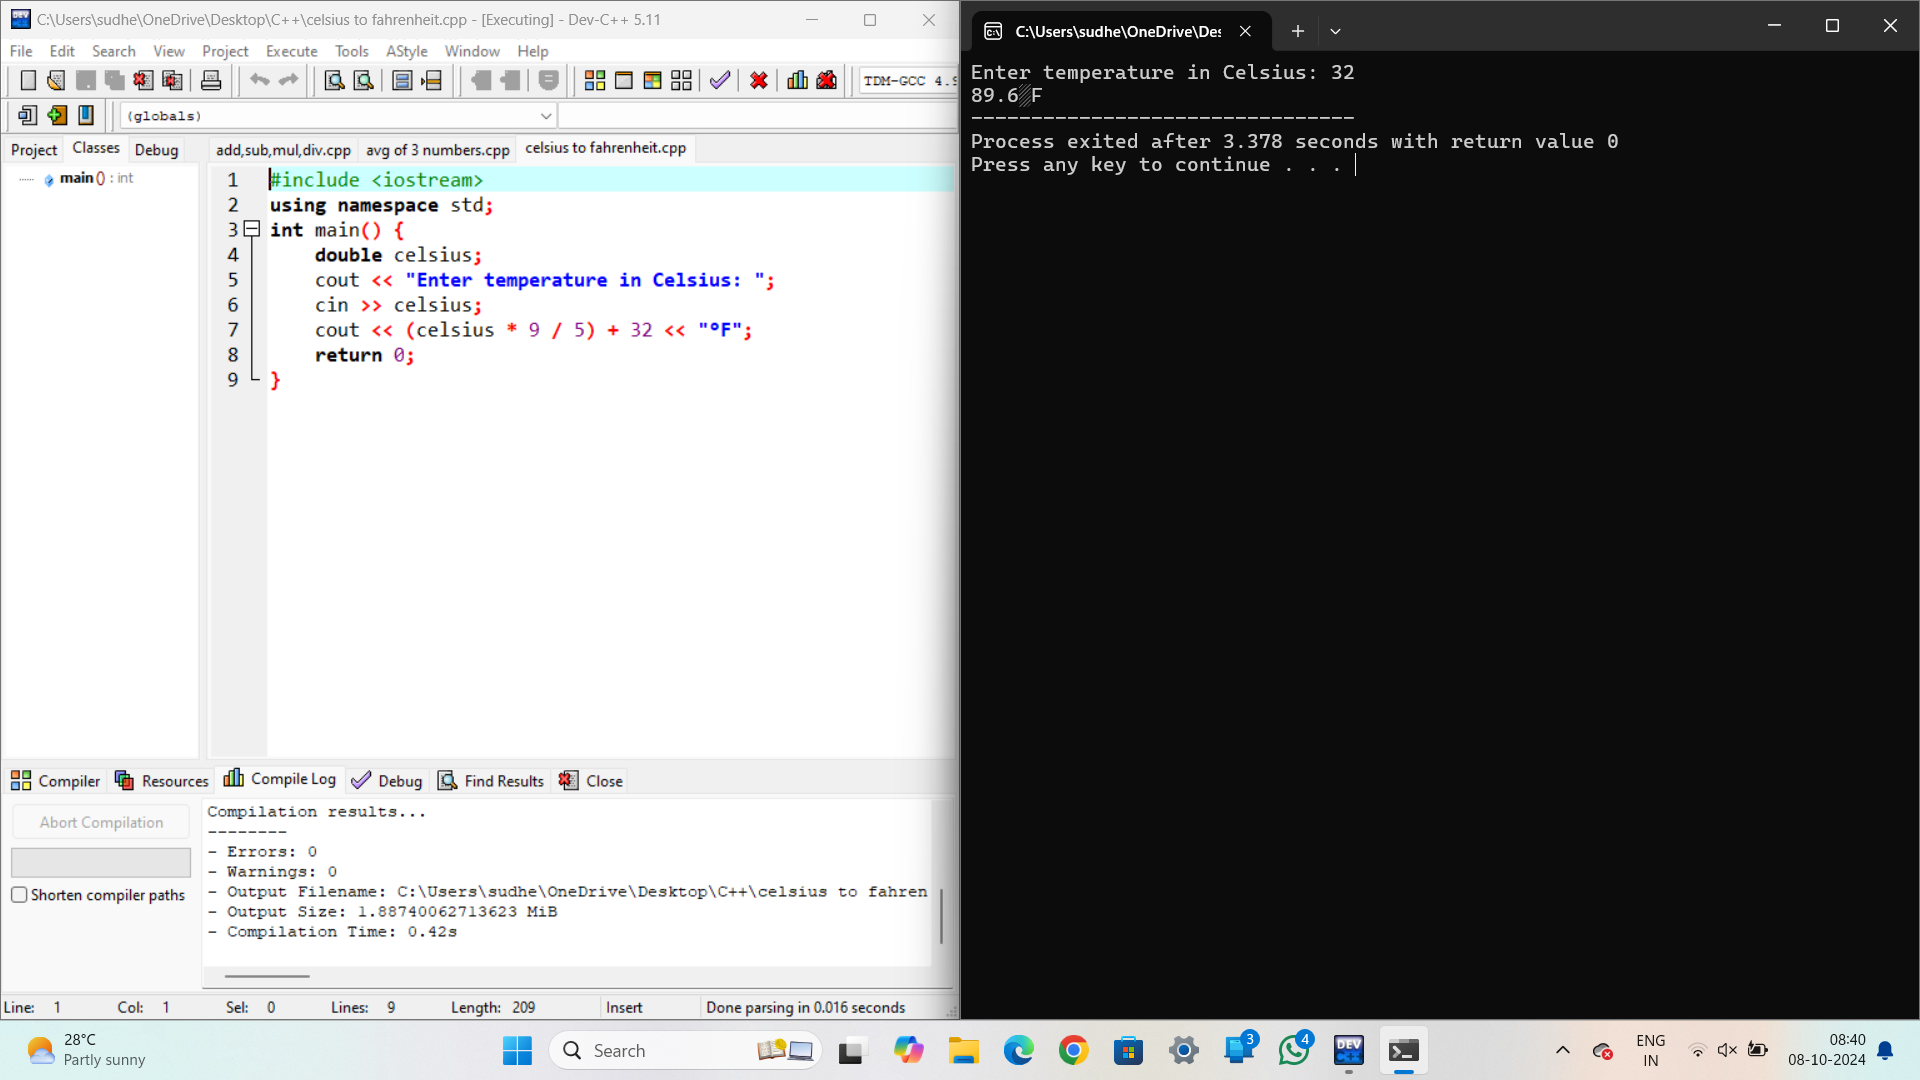 C:\Users\sudhe\OneDrive\Desktop\C++\celsius to fahrenheit.cpp - [Executing] - Dev-C++ 5.11
File Edit Search View Project Execute Tools AStyle Window Help
TDM-GCC 4.9
(globals)
Project Classes Debug
add,sub,mul,div.cpp avg of 3 numbers.cpp celsius to fahrenheit.cpp
main () : int
1 #include <iostream>
2 using namespace std;
3 int main() {
4 double celsius;
5 cout << "Enter temperature in Celsius: ";
6 cin >> celsius;
7 cout << (celsius * 9 / 5) + 32 << "°F";
8 return 0;
9 }
Compiler Resources Compile Log Debug Find Results Close
Abort Compilation
Shorten compiler paths
Compilation results...
--------
- Errors: 0
- Warnings: 0
- Output Filename: C:\Users\sudhe\OneDrive\Desktop\C++\celsius to fahren
- Output Size: 1.88740062713623 MiB
- Compilation Time: 0.42s
Line: 1 Col: 1 Sel: 0 Lines: 9 Length: 209 Insert Done parsing in 0.016 seconds
C:\Users\sudhe\OneDrive\Des
Enter temperature in Celsius: 32
89.6▒F
--------------------------------
Process exited after 3.378 seconds with return value 0
Press any key to continue . . .
28°C
Partly sunny
Search
DEV C++
3
4
ENG
IN
08:40
08-10-2024